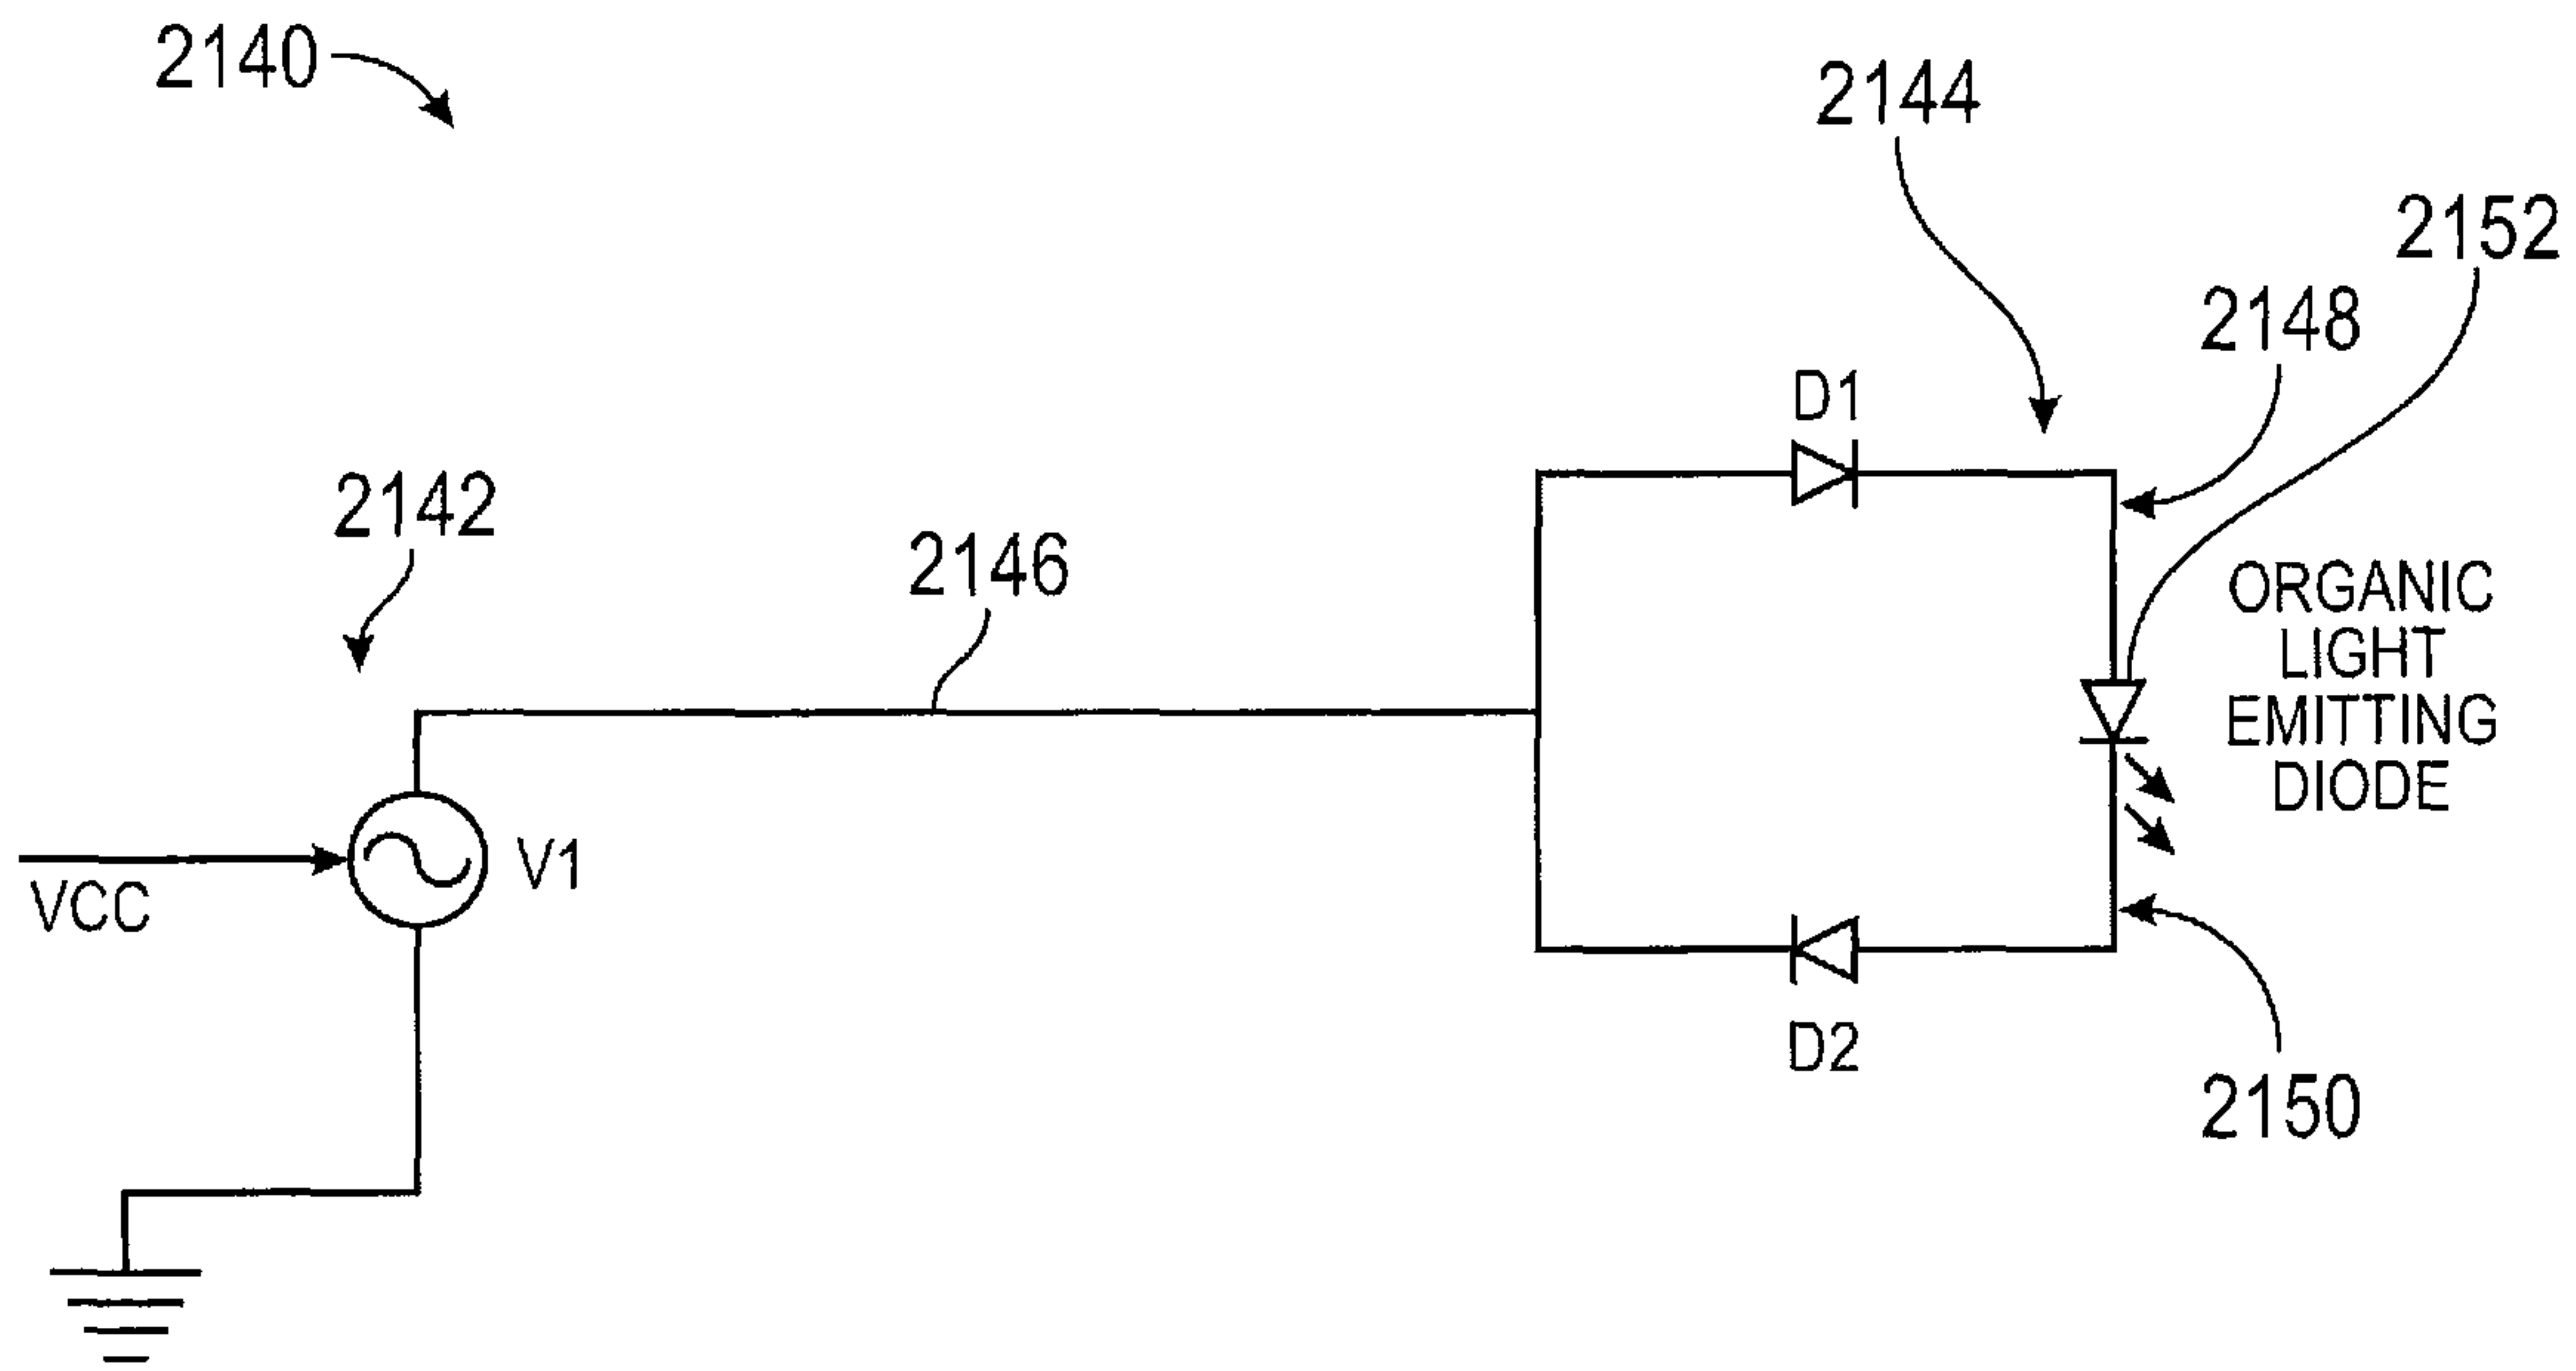 2140
2144
2152
2148
D1
2142
2146
ORGANIC
LIGHT
EMITTING
DIODE
V1
VCC
D2
2150